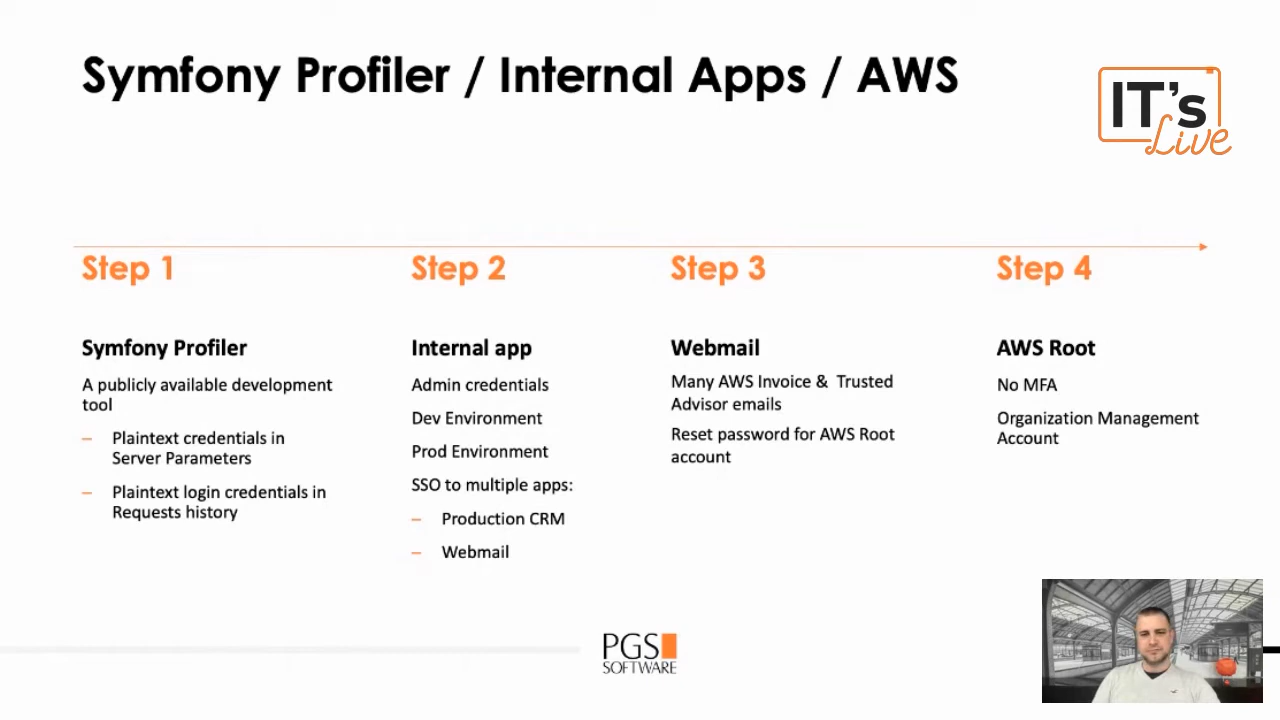 Symfony Profiler / Internal Apps / AWS
IT's
Live
Step 1
Symfony Profiler
A publicly available development
tool
– Plaintext credentials in
Server Parameters
– Plaintext login credentials in
Requests history
Step 2
Internal app
Admin credentials
Dev Environment
Prod Environment
SSO to multiple apps:
– Production CRM
– Webmail
Step 3
Webmail
Many AWS Invoice & Trusted
Advisor emails
Reset password for AWS Root
account
Step 4
AWS Root
No MFA
Organization Management
Account
PGS
SOFTWARE